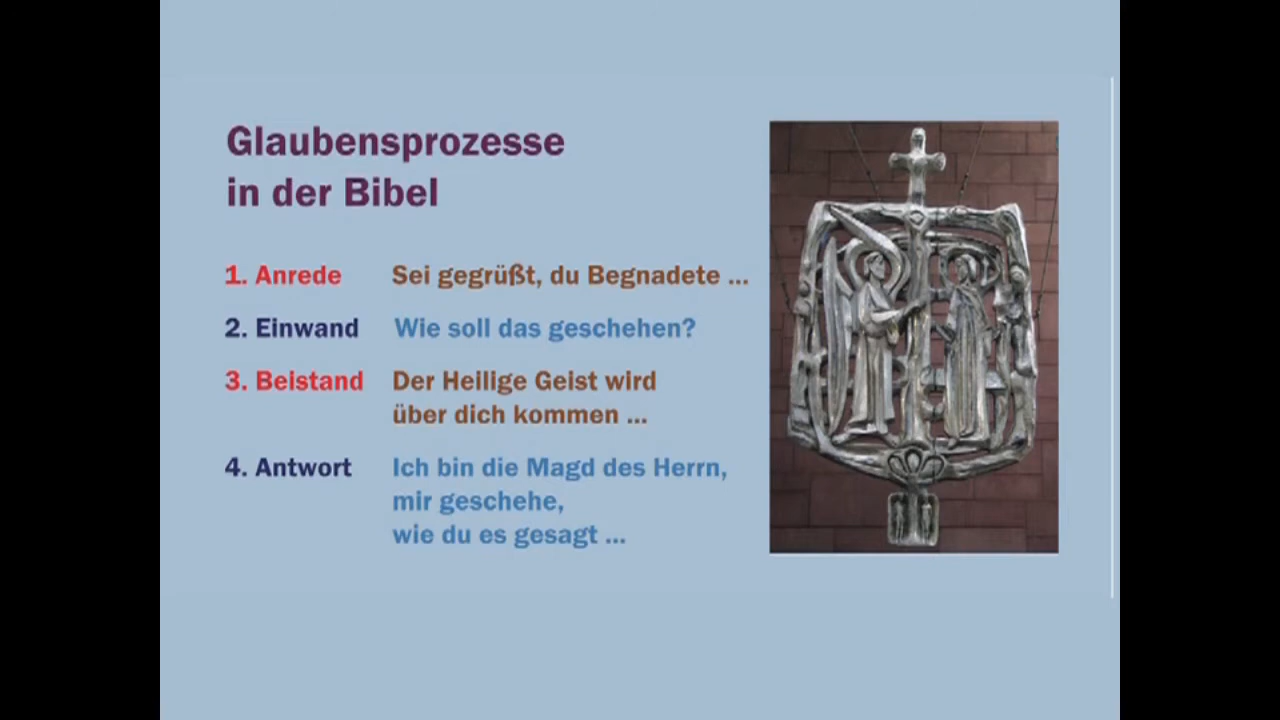 Glaubensprozesse
in der Bibel
1. Anrede Sei gegrüßt, du Begnadete ...
2. Einwand Wie soll das geschehen?
3. Beistand Der Heilige Geist wird
über dich kommen ...
4. Antwort Ich bin die Magd des Herrn,
mir geschehe,
wie du es gesagt ...